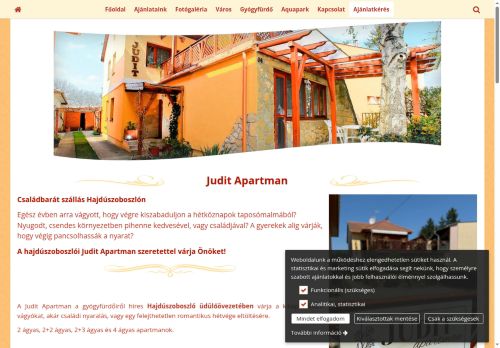 Főoldal Ajánlataink Fotógaléria Város Gyógyfürdő Aquapark Kapcsolat Ajánlatkérés
JUDIT
Judit Apartman
Családbarát szállás Hajdúszoboszlón
Egész évben arra vágyott, hogy végre kiszabaduljon a hétköznapok taposómalmából?
Nyugodt, csendes környezetben pihenne kedvesével, vagy családjával? A gyerekek alig várják,
hogy végig pancsolhassák a nyarat?
A hajdúszoboszlói Judit Apartman szeretettel várja Önöket!
A Judit Apartman a gyógyfürdőiről híres Hajdúszoboszló üdülőövezetében várja a
vágyókat, akár családi nyaralás, vagy egy felejthetetlen romantikus hétvége eltöltésére.
2 ágyas, 2+2 ágyas, 2+3 ágyas és 4 ágyas apartmanok.
Weboldalunk a működéshez elengedhetetlen sütiket használ. A
statisztikai és marketing sütik elfogadása segít nekünk, hogy személyre
szabott ajánlatokkal és jobb felhasználói élménnyel szolgálhassunk.
Funkcionális (szükséges)
Analitikai, statisztikai
Mindet elfogadom Kiválasztottak mentése Csak a szükségesek
További információ